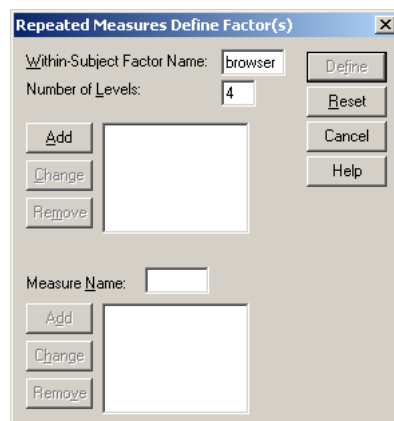 Repeated Measures Define Factor(s)
Within-Subject Factor Name: browser
Define
Number of Levels: 4
Reset
Add
Cancel
Change
Help
Remove
Measure Name:
Add
Change
Remove